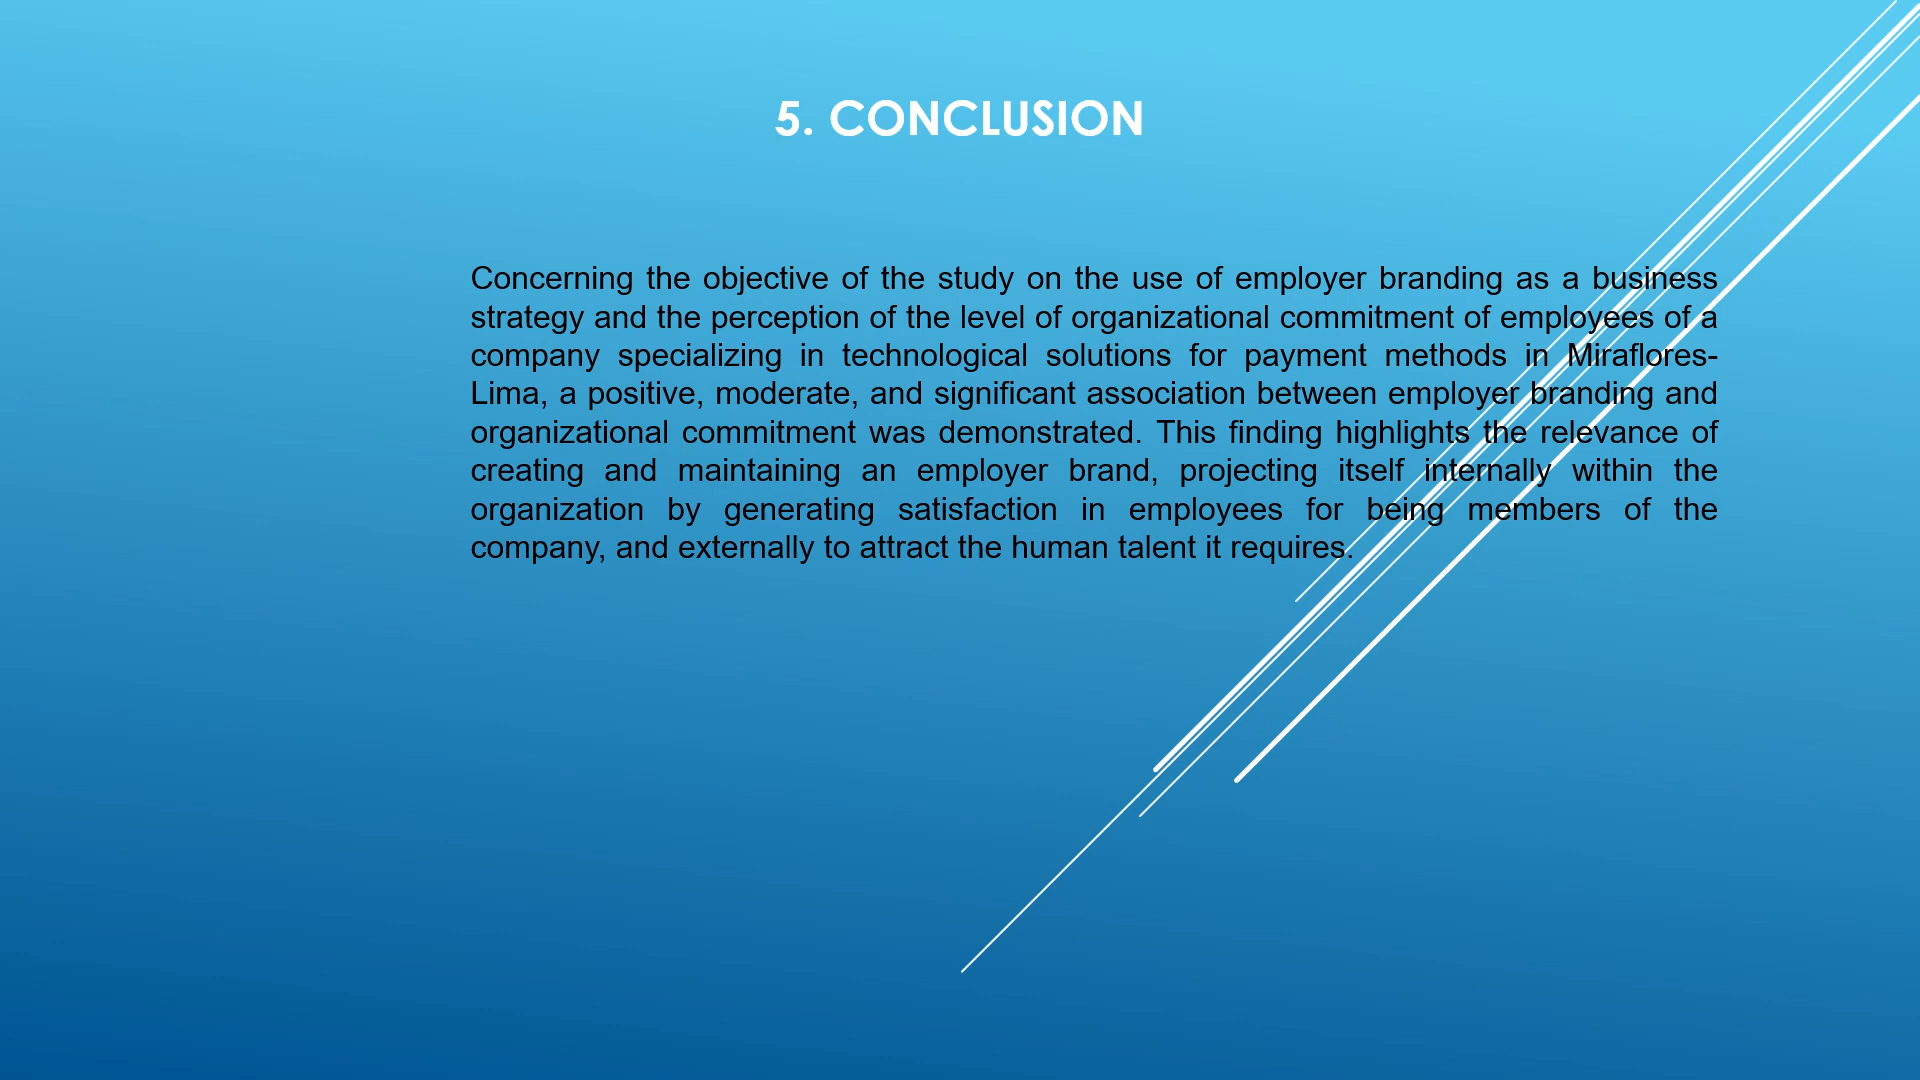 5. CONCLUSION
Concerning the objective of the study on the use of employer branding as a business
strategy and the perception of the level of organizational commitment of employees of a
company specializing in technological solutions for payment methods in Miraflores-
Lima, a positive, moderate, and significant association between employer branding and
organizational commitment was demonstrated. This finding highlights the relevance of
creating and maintaining an employer brand, projecting itself internally within the
organization by generating satisfaction in employees for being members of the
company, and externally to attract the human talent it requires.